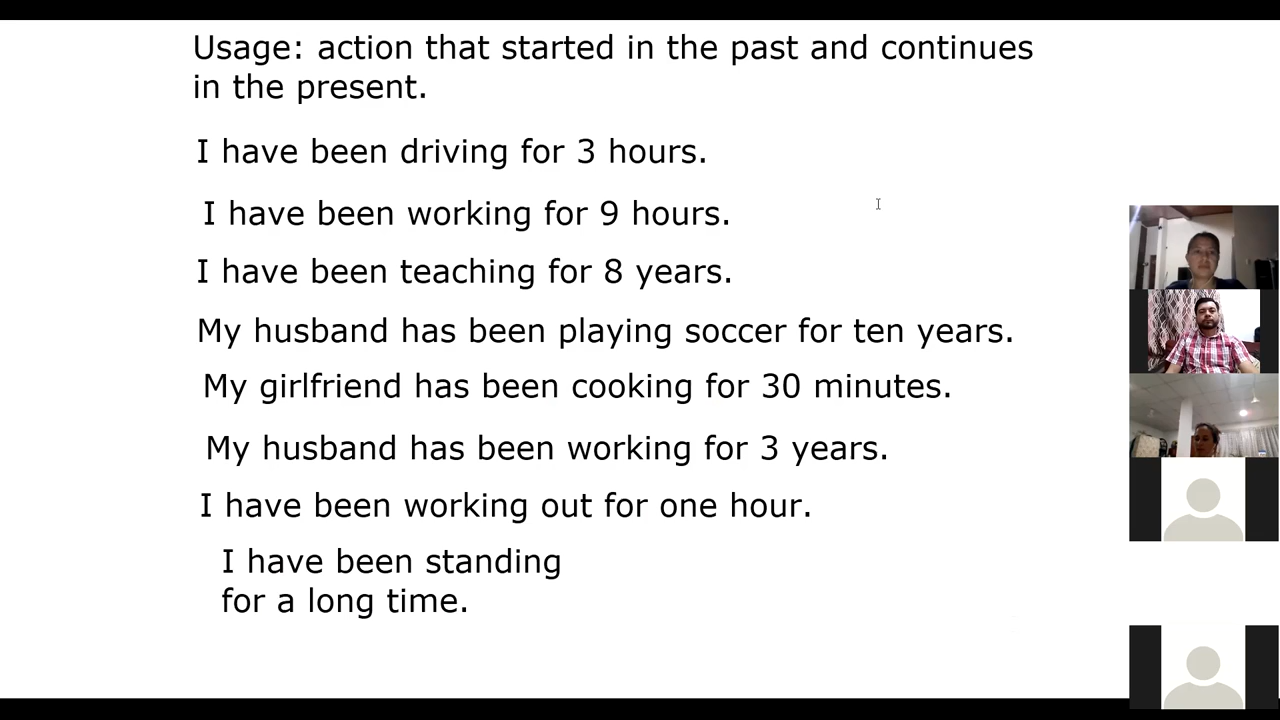 Usage: action that started in the past and continues
in the present.
I have been driving for 3 hours.
I have been working for 9 hours.
I have been teaching for 8 years.
My husband has been playing soccer for ten years.
My girlfriend has been cooking for 30 minutes.
My husband has been working for 3 years.
I have been working out for one hour.
I have been standing
for a long time.